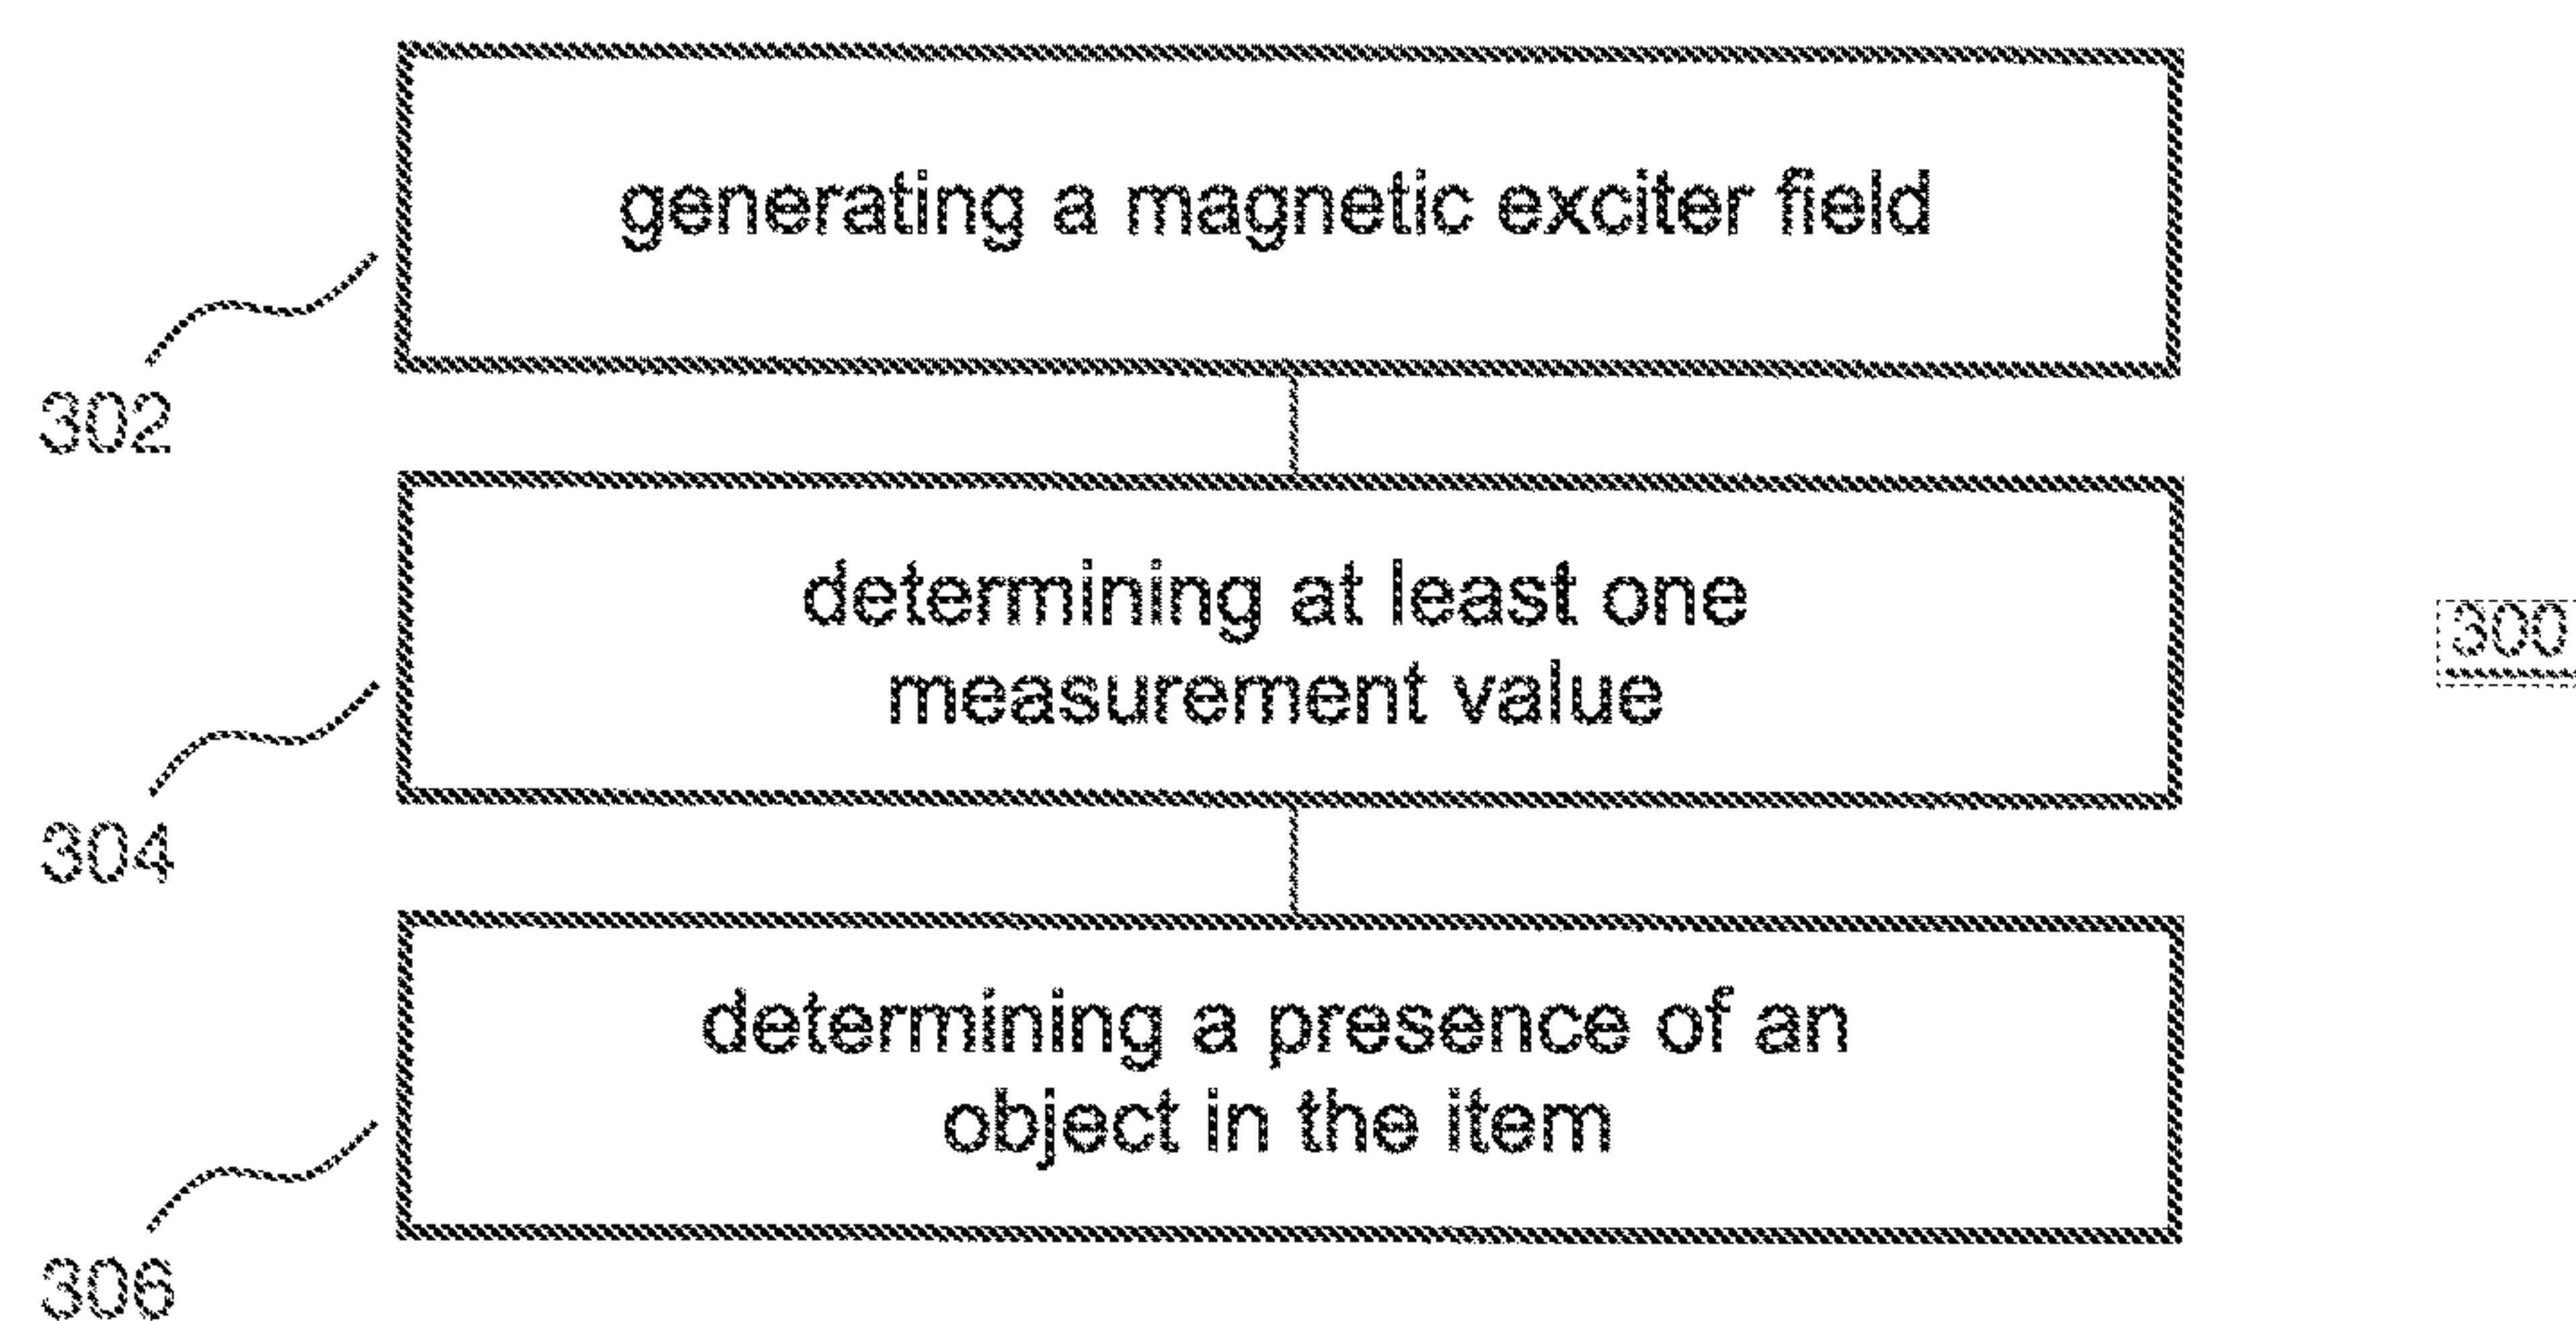 generating a magnetic exciter field
302
determining at least one
measurement value
300
304
determining a presence of an
object in the item
306